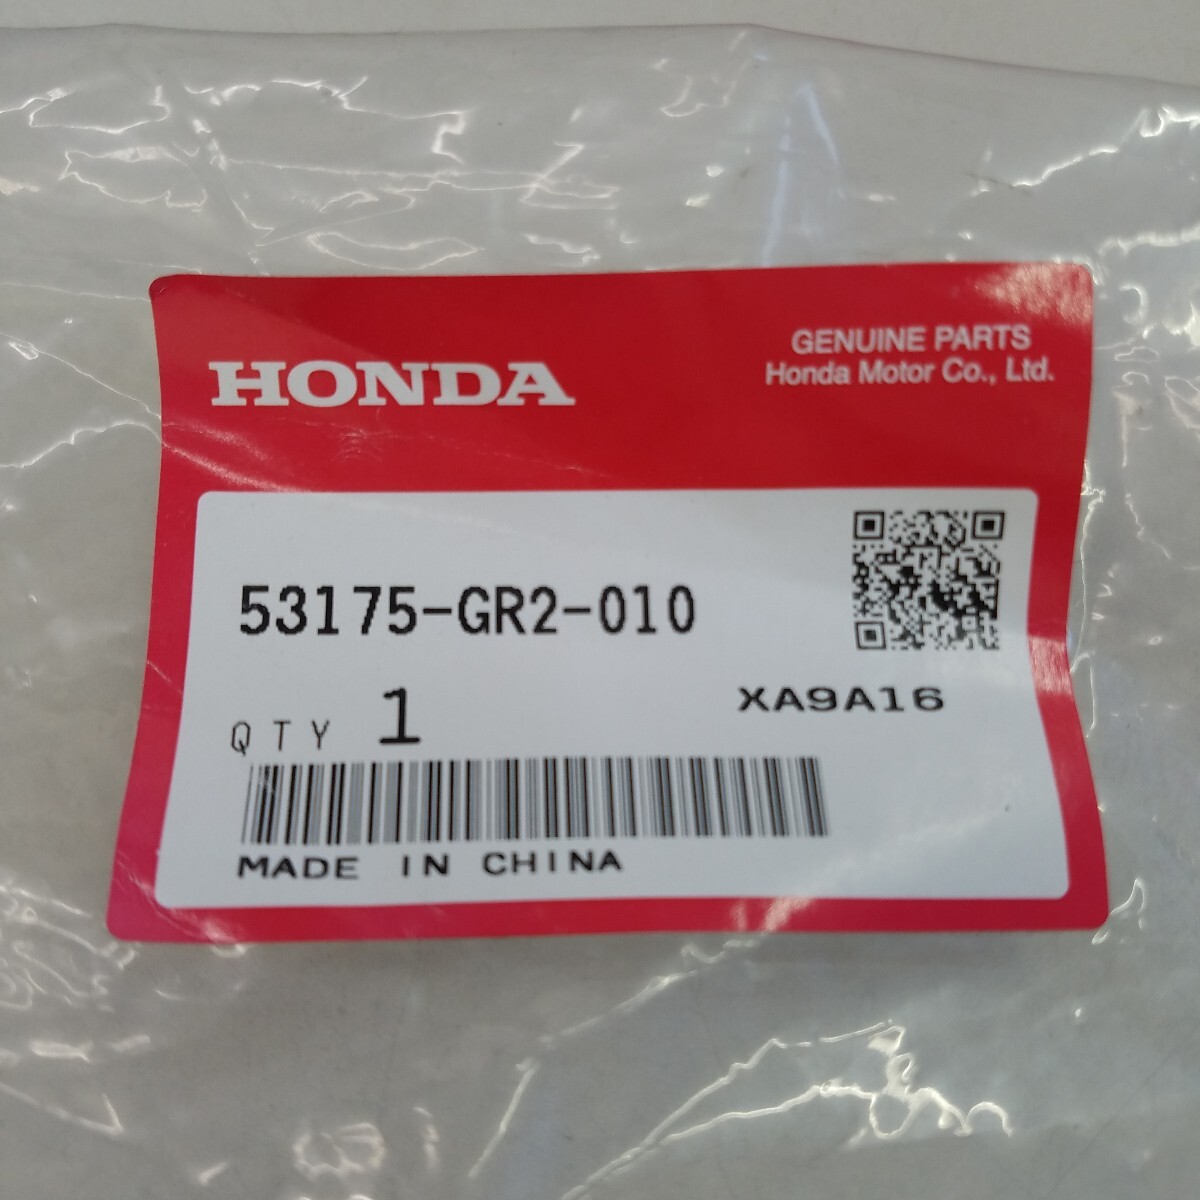 HONDA
GENUINE PARTS
Honda Motor Co., Ltd.
53175-GR2-010
QTY 1
XA9A16
MADE IN CHINA